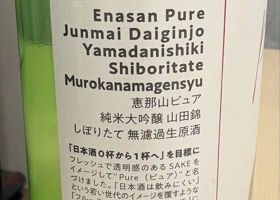 Enasan Pure
Junmai Daiginjo
Yamadanishiki
Shiboritate
Murokanamagensyu
恵那山ピュア
純米大吟醸 山田錦
しぼりたて 無濾過生原酒
「日本酒0杯から1杯へ」を目標に
フレッシュで透明感のあるSAKEを
イメージして"Pure（ピュア）"と名
づけました。「日本酒は飲みにくい」
という若い世代のイメージを覆すような